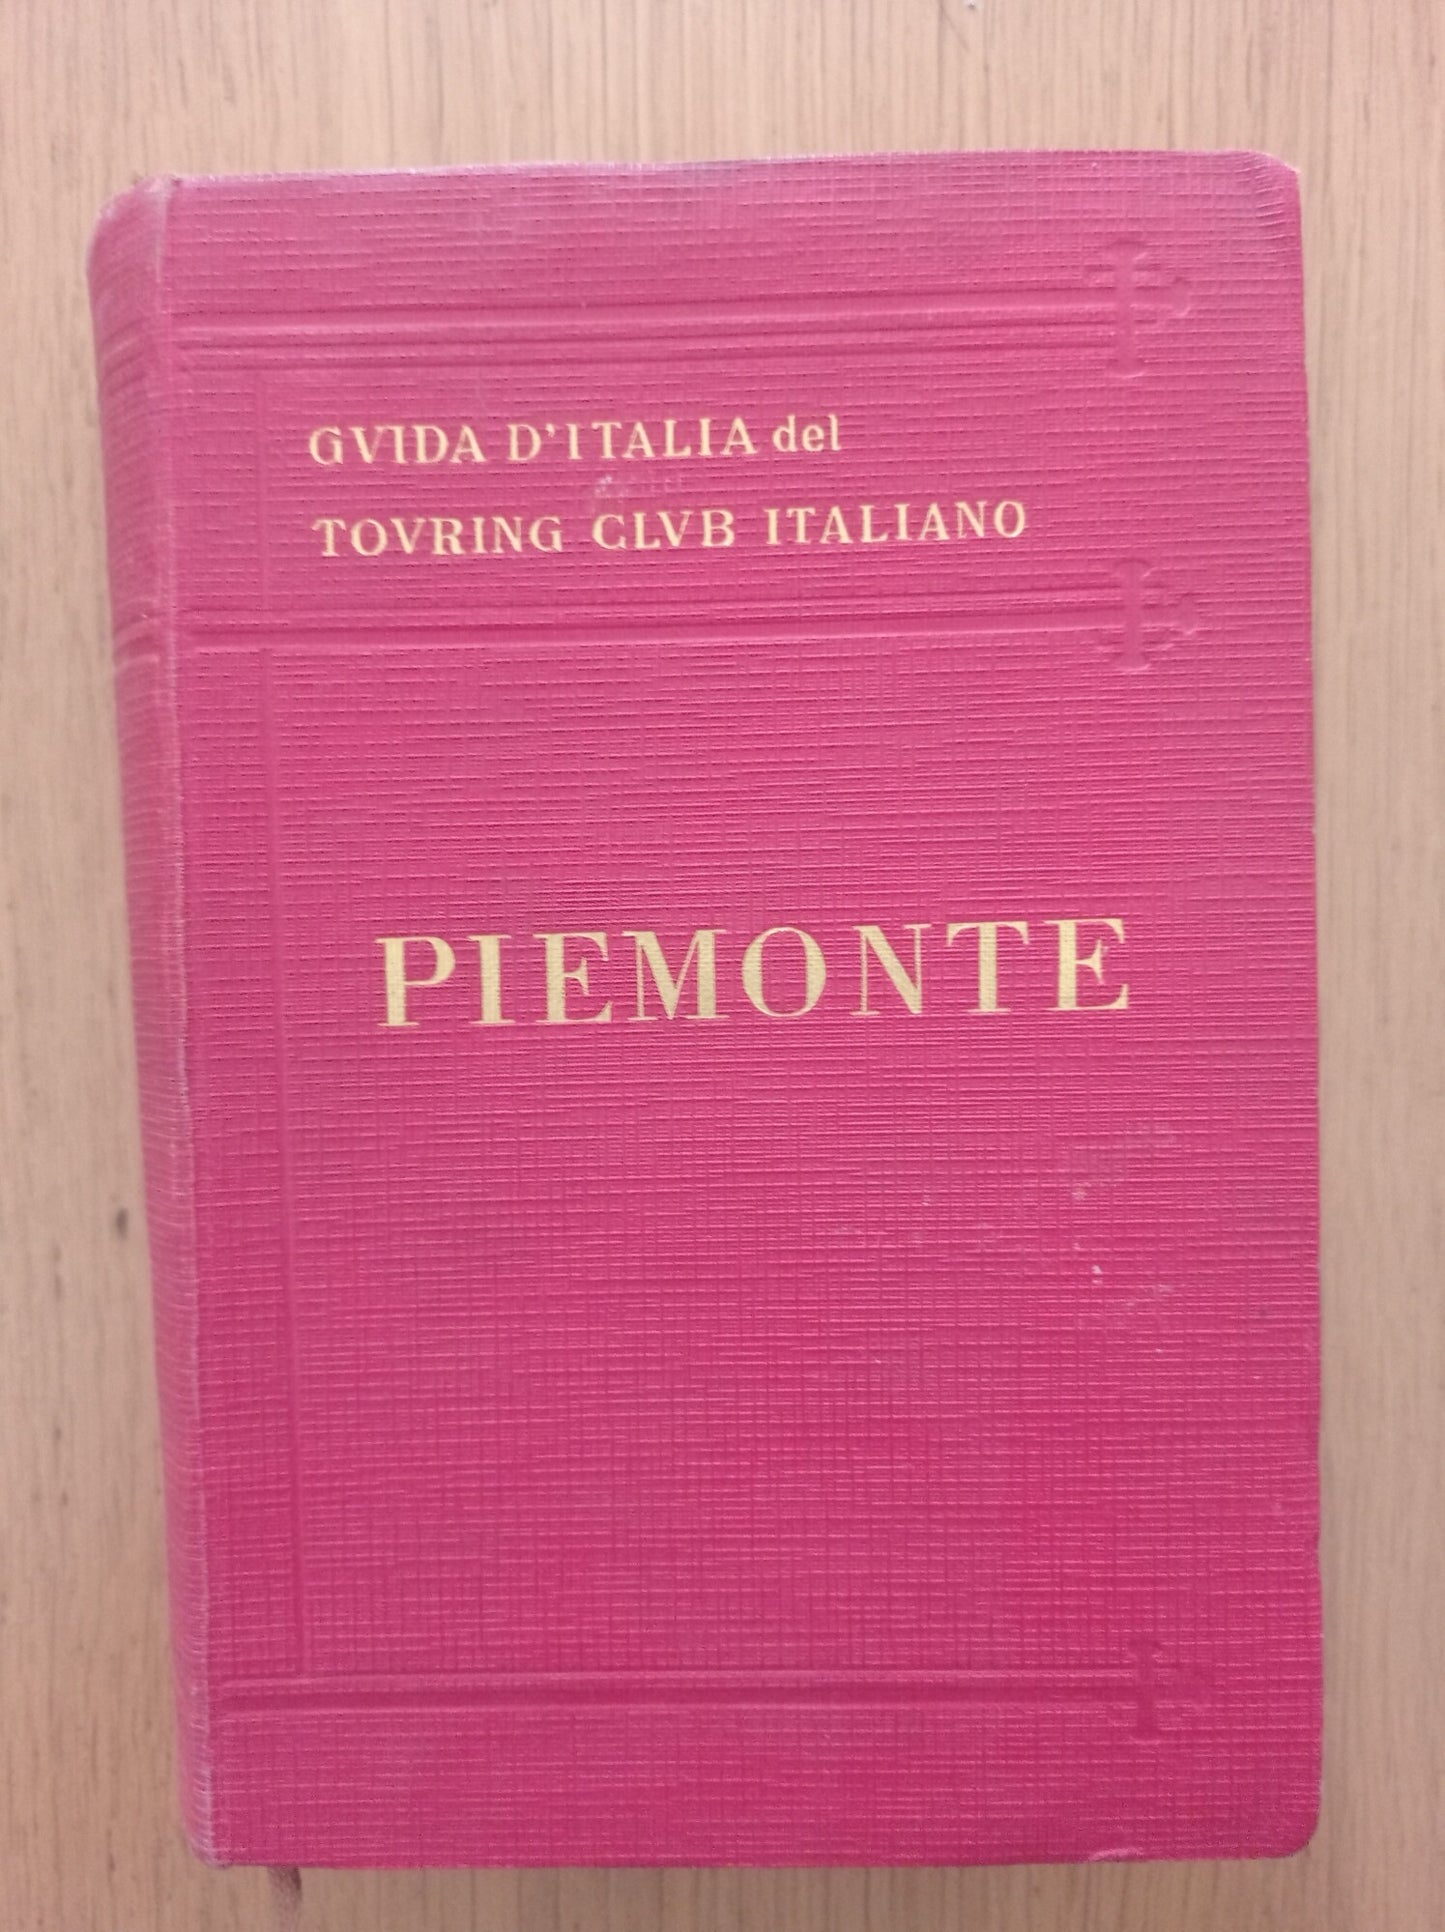 GVIDA D'ITALIA del
TOVRING CLVB ITALIANO
PIEMONTE